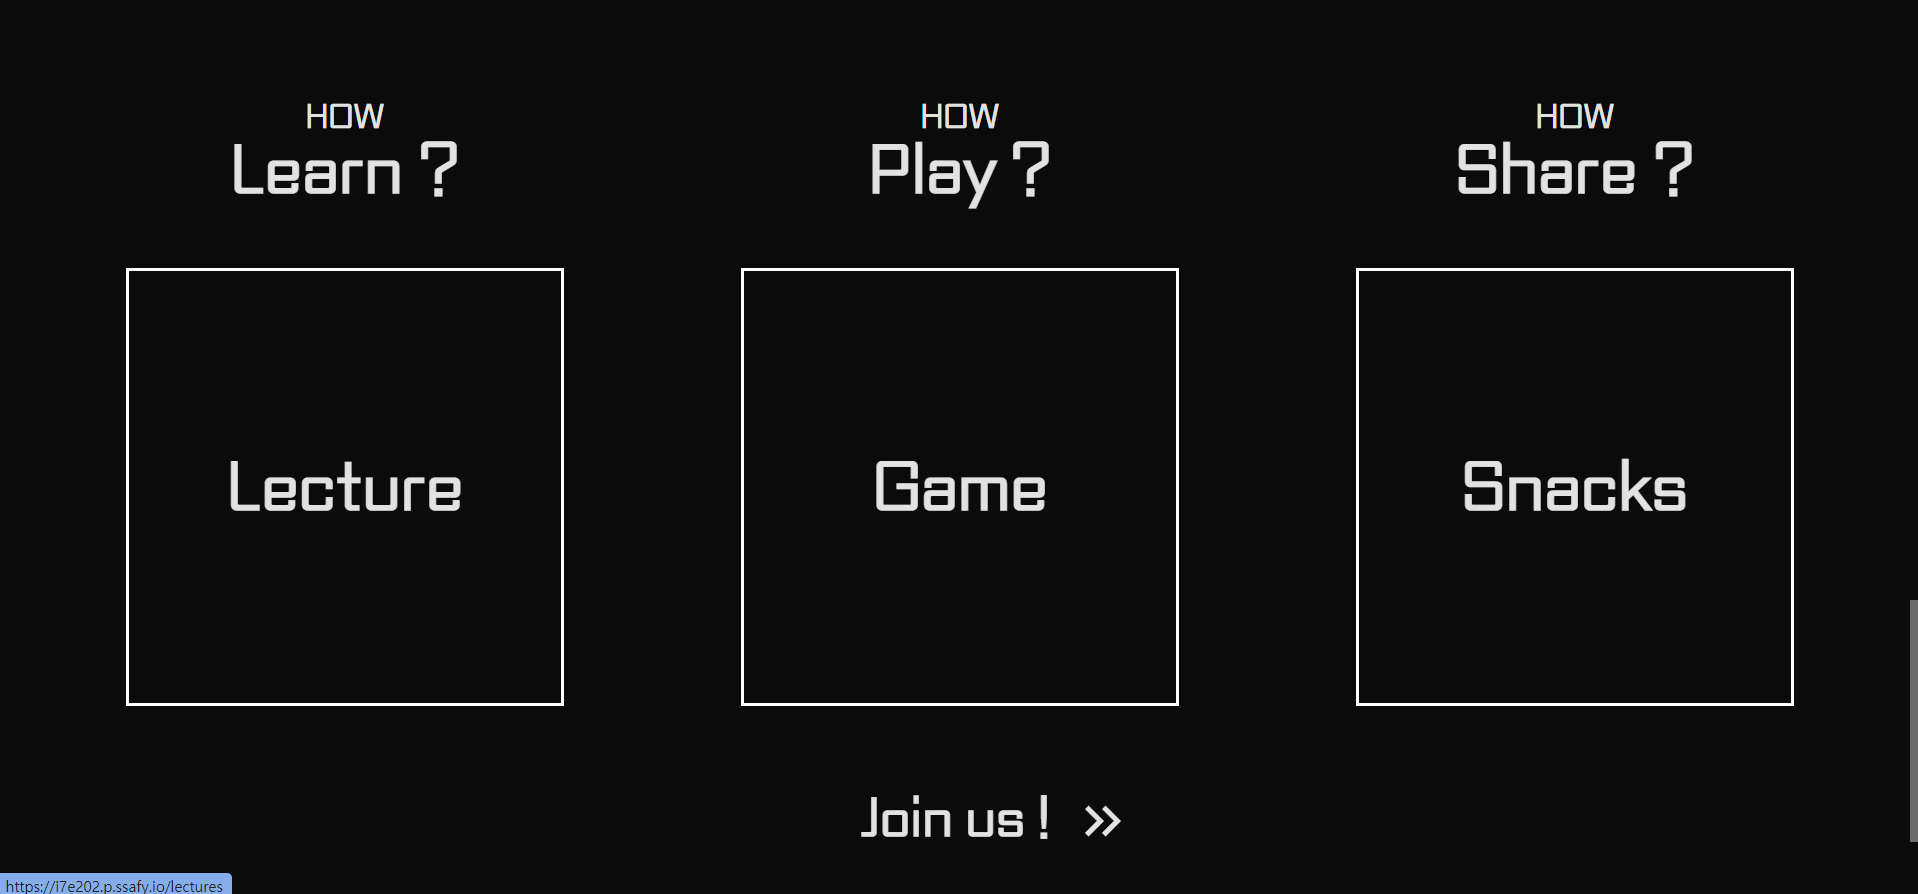 HOW
Learn ?
HOW
Play ?
HOW
Share ?
Lecture
Game
Snacks
Join us ! »
https://i7e202.p.ssafy.io/lectures